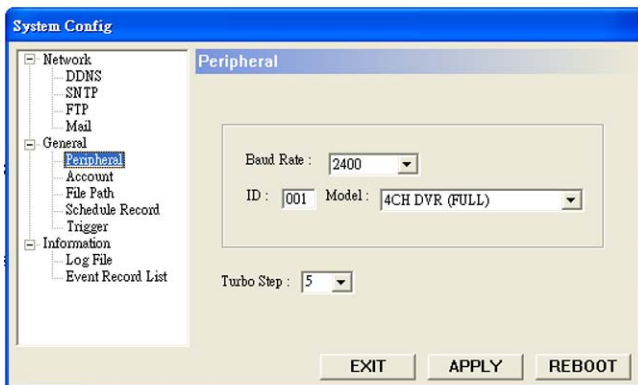 System Config
Network
DDNS
SNTP
FTP
Mail
General
Peripheral
Account
File Path
Schedule Record
Trigger
Information
Log File
Event Record List
Peripheral
Baud Rate : 2400
ID : 001 Model : 4CH DVR (FULL)
Turbo Step : 5
EXIT APPLY REBOOT